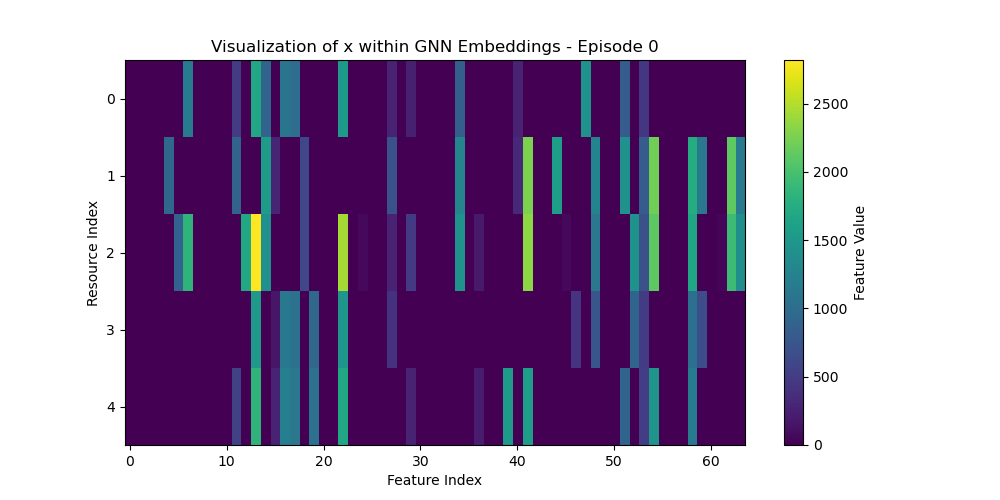 Visualization of x within GNN Embeddings - Episode 0
Resource Index
0
1
2
3
4
0 10 20 30 40 50 60
Feature Index
2500
2000
1500
1000
500
0
Feature Value